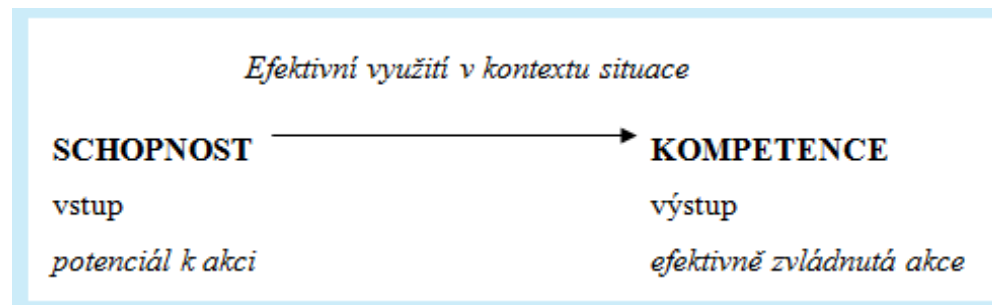 Efektivní využití v kontextu situace
SCHOPNOST KOMPETENCE
vstup výstup
potenciál k akci efektivně zvládnutá akce